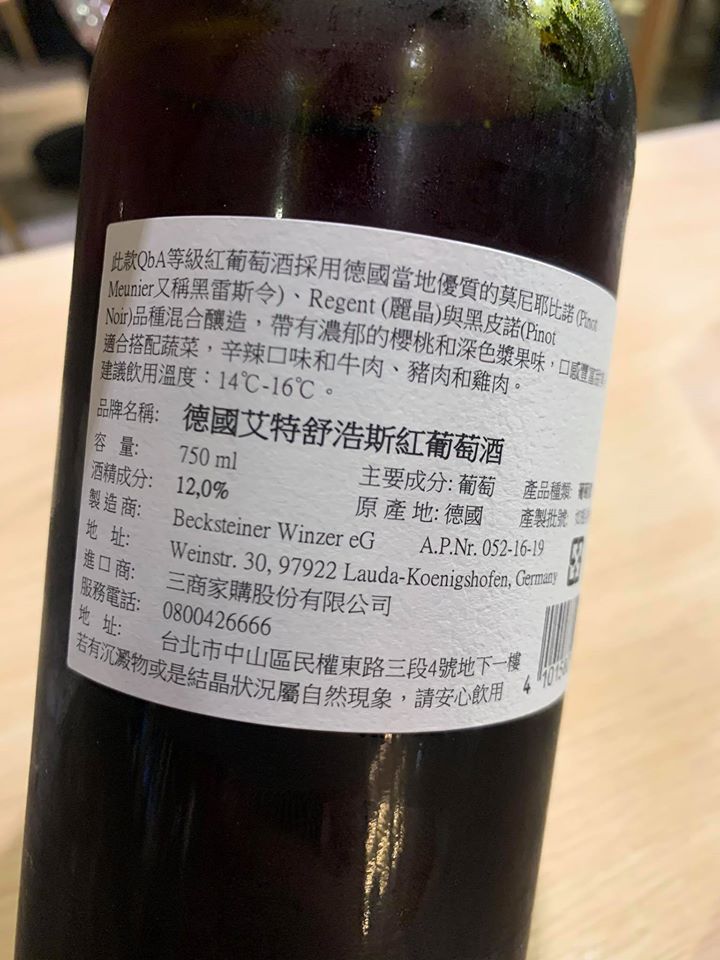 此款QbA等級紅葡萄酒採用德國當地優質的莫尼耶比諾 (Pinot
Meunier又稱黑雷斯令)、Regent (麗晶)與黑皮諾(Pinot
Noir)品種混合釀造，帶有濃郁的櫻桃和深色漿果味，口感豐富
適合搭配蔬菜，辛辣口味和牛肉、豬肉和雞肉。
建議飲用溫度：14℃-16℃。
品牌名稱: 德國艾特舒浩斯紅葡萄酒
容 量: 750 ml 主要成分: 葡萄 產品種類:
酒精成分: 12,0% 原 產 地: 德國 產製批號:
製 造 商: Becksteiner Winzer eG A.P.Nr. 052-16-19
地 址: Weinstr. 30, 97922 Lauda-Koenigshofen, Germany
進 口 商: 三商家購股份有限公司
服務電話: 0800426666
地 址: 台北市中山區民權東路三段4號地下一樓
若有沉澱物或是結晶狀況屬自然現象，請安心飲用
4 10150